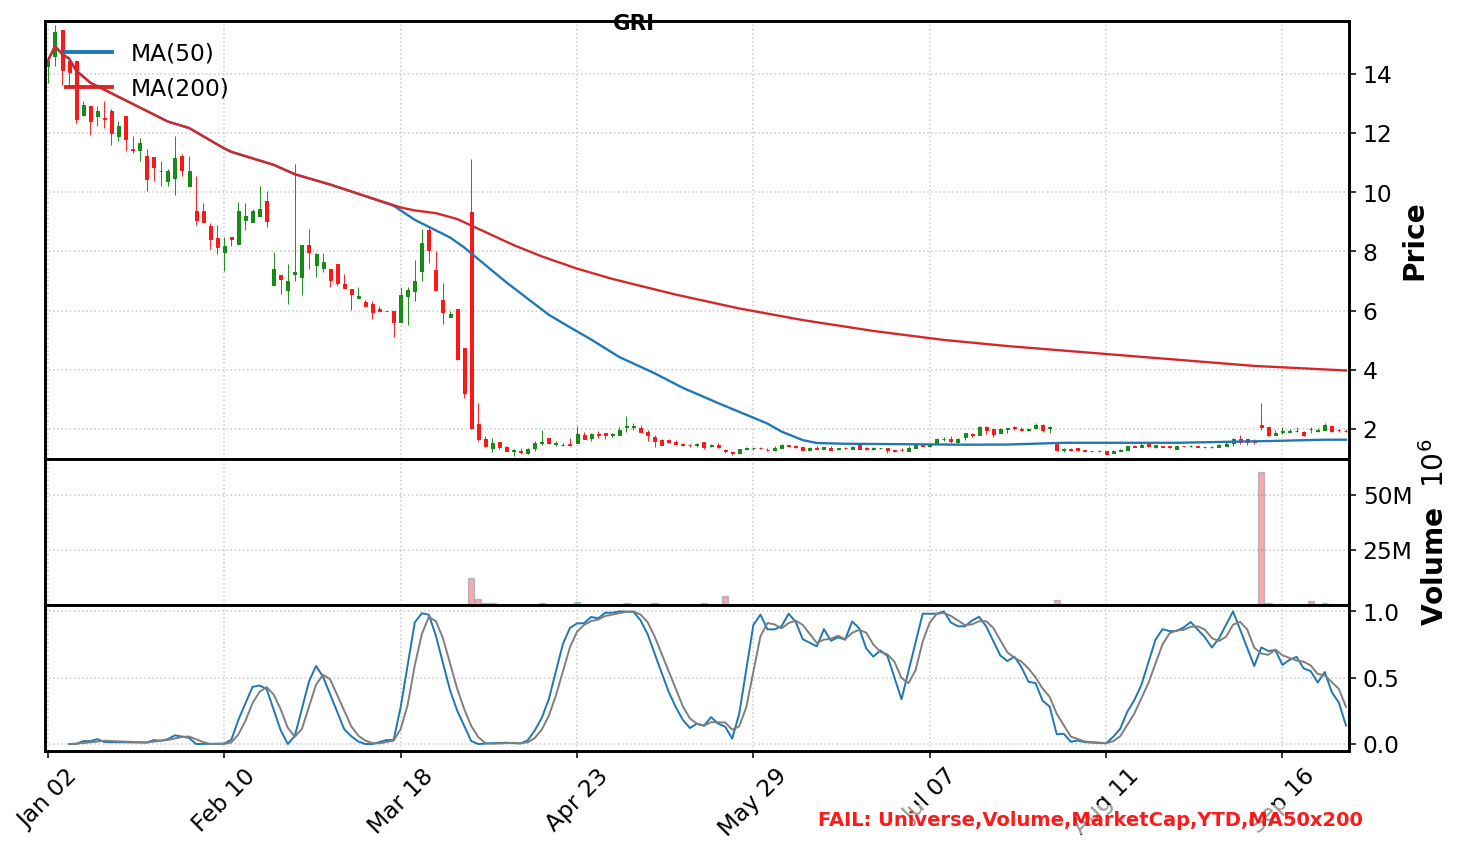 GRI
MA(50)
MA(200)
14
12
10
8
6
4
2
Price
50M
25M
Volume 10^6
1.0
0.5
0.0
Jan 02
Feb 10
Mar 18
Apr 23
May 29
Jul 07
Aug 11
Sep 16
FAIL: Universe,Volume,MarketCap,YTD,MA50x200